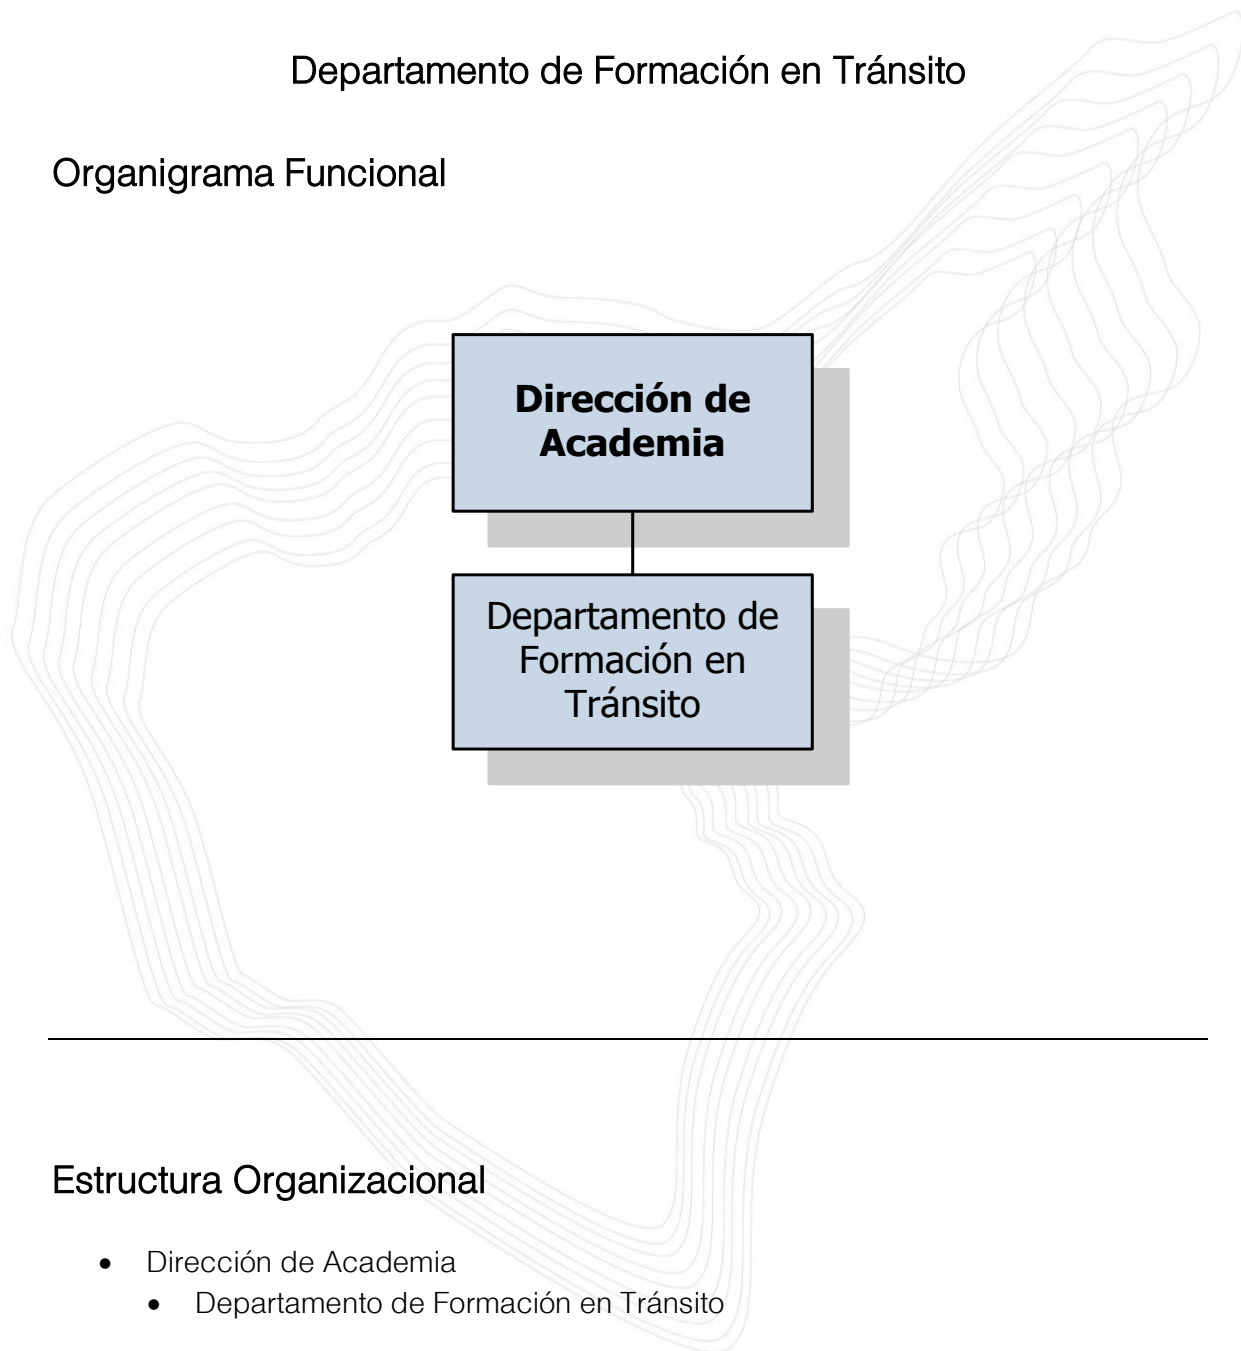 Departamento de Formación en Tránsito
Organigrama Funcional
Dirección de
Academia
Departamento de
Formación en
Tránsito
Estructura Organizacional
• Dirección de Academia
• Departamento de Formación en Tránsito